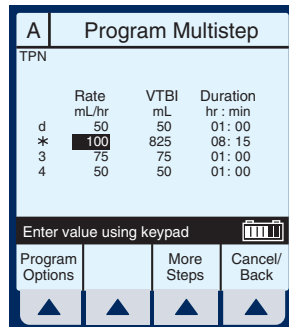 A Program Multistep
TPN
Rate VTBI Duration
mL/hr mL hr : min
d 50 50 01: 00
* 100 825 08: 15
3 75 75 01: 00
4 50 50 01: 00
Enter value using keypad
Program More Cancel/
Options Steps Back